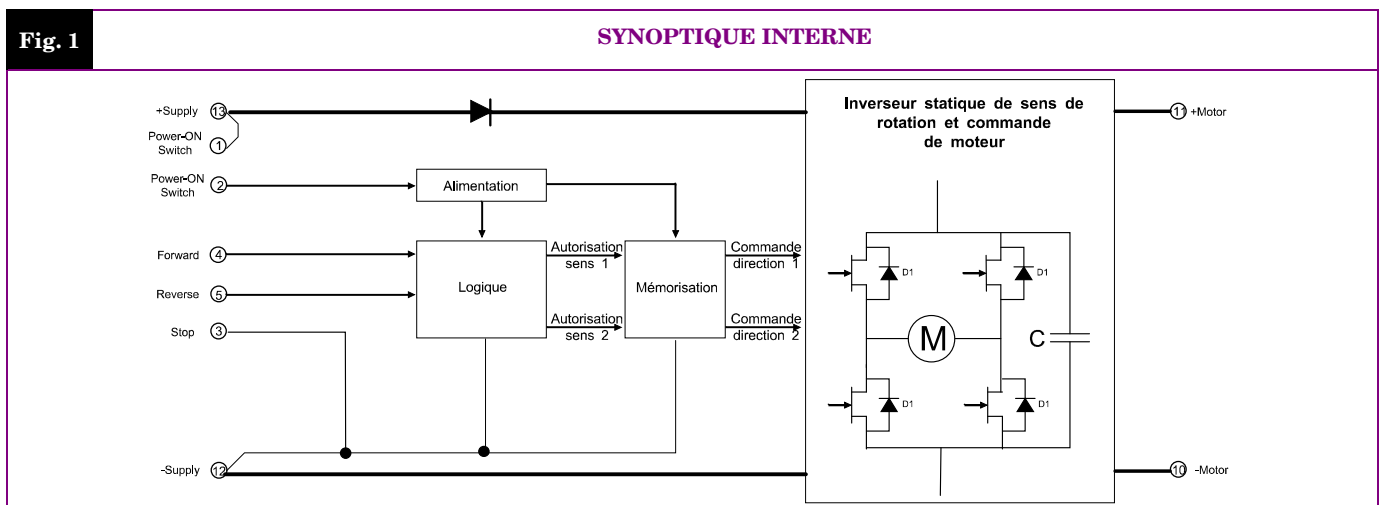 Fig. 1
SYNOPTIQUE INTERNE
+Supply 13
Power-ON
Switch
1
Power-ON
Switch
2
Forward 4
Reverse 5
Stop 3
-Supply 12
Alimentation
Logique
Autorisation
sens 1
Autorisation
sens 2
Mémorisation
Commande
direction 1
Commande
direction 2
Inverseur statique de sens de
rotation et commande
de moteur
D1
D1
M
C
D1
D1
11 +Motor
10 -Motor